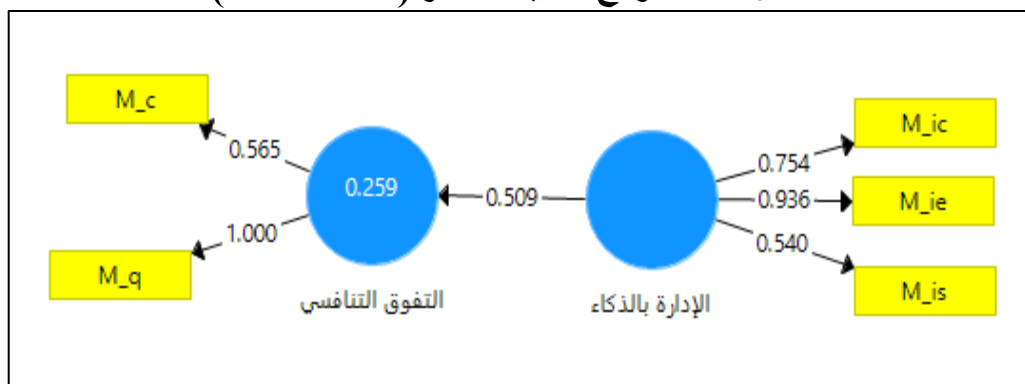 M_c
M_ic
0.565
0.754
0.259
0.509
0.936
M_ie
1.000
0.540
M_q
M_is
التفوق التنافسي
الإدارة بالذكاء